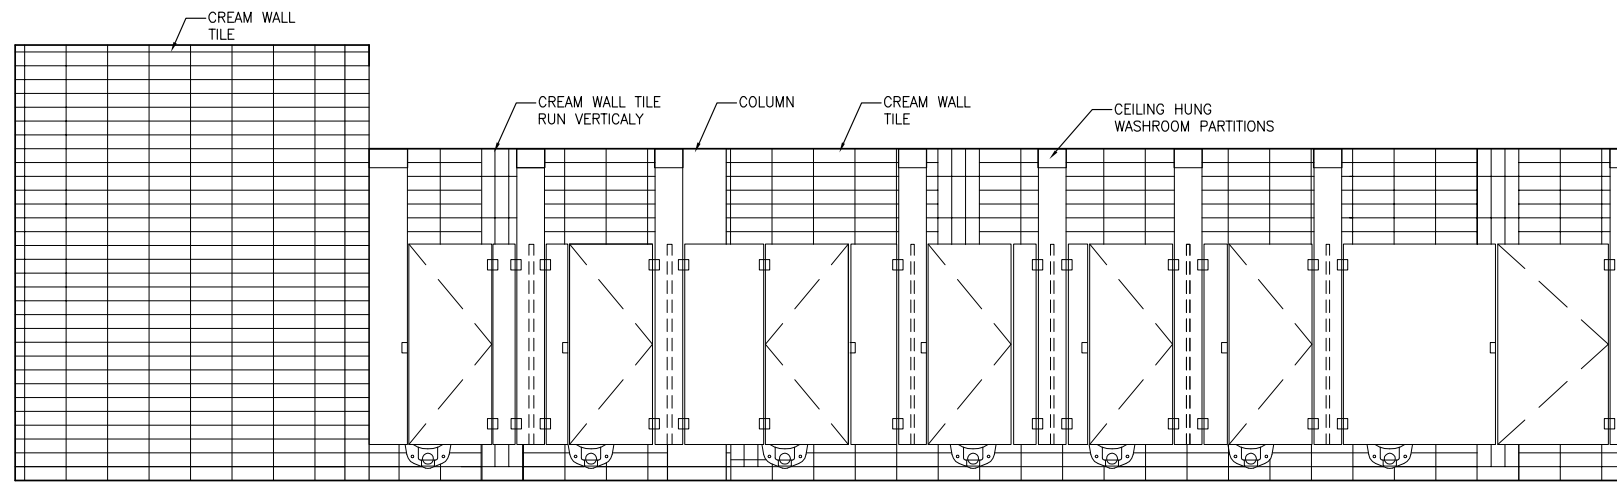 CREAM WALL
TILE
CREAM WALL TILE
RUN VERTICALY
COLUMN
CREAM WALL
TILE
CEILING HUNG
WASHROOM PARTITIONS